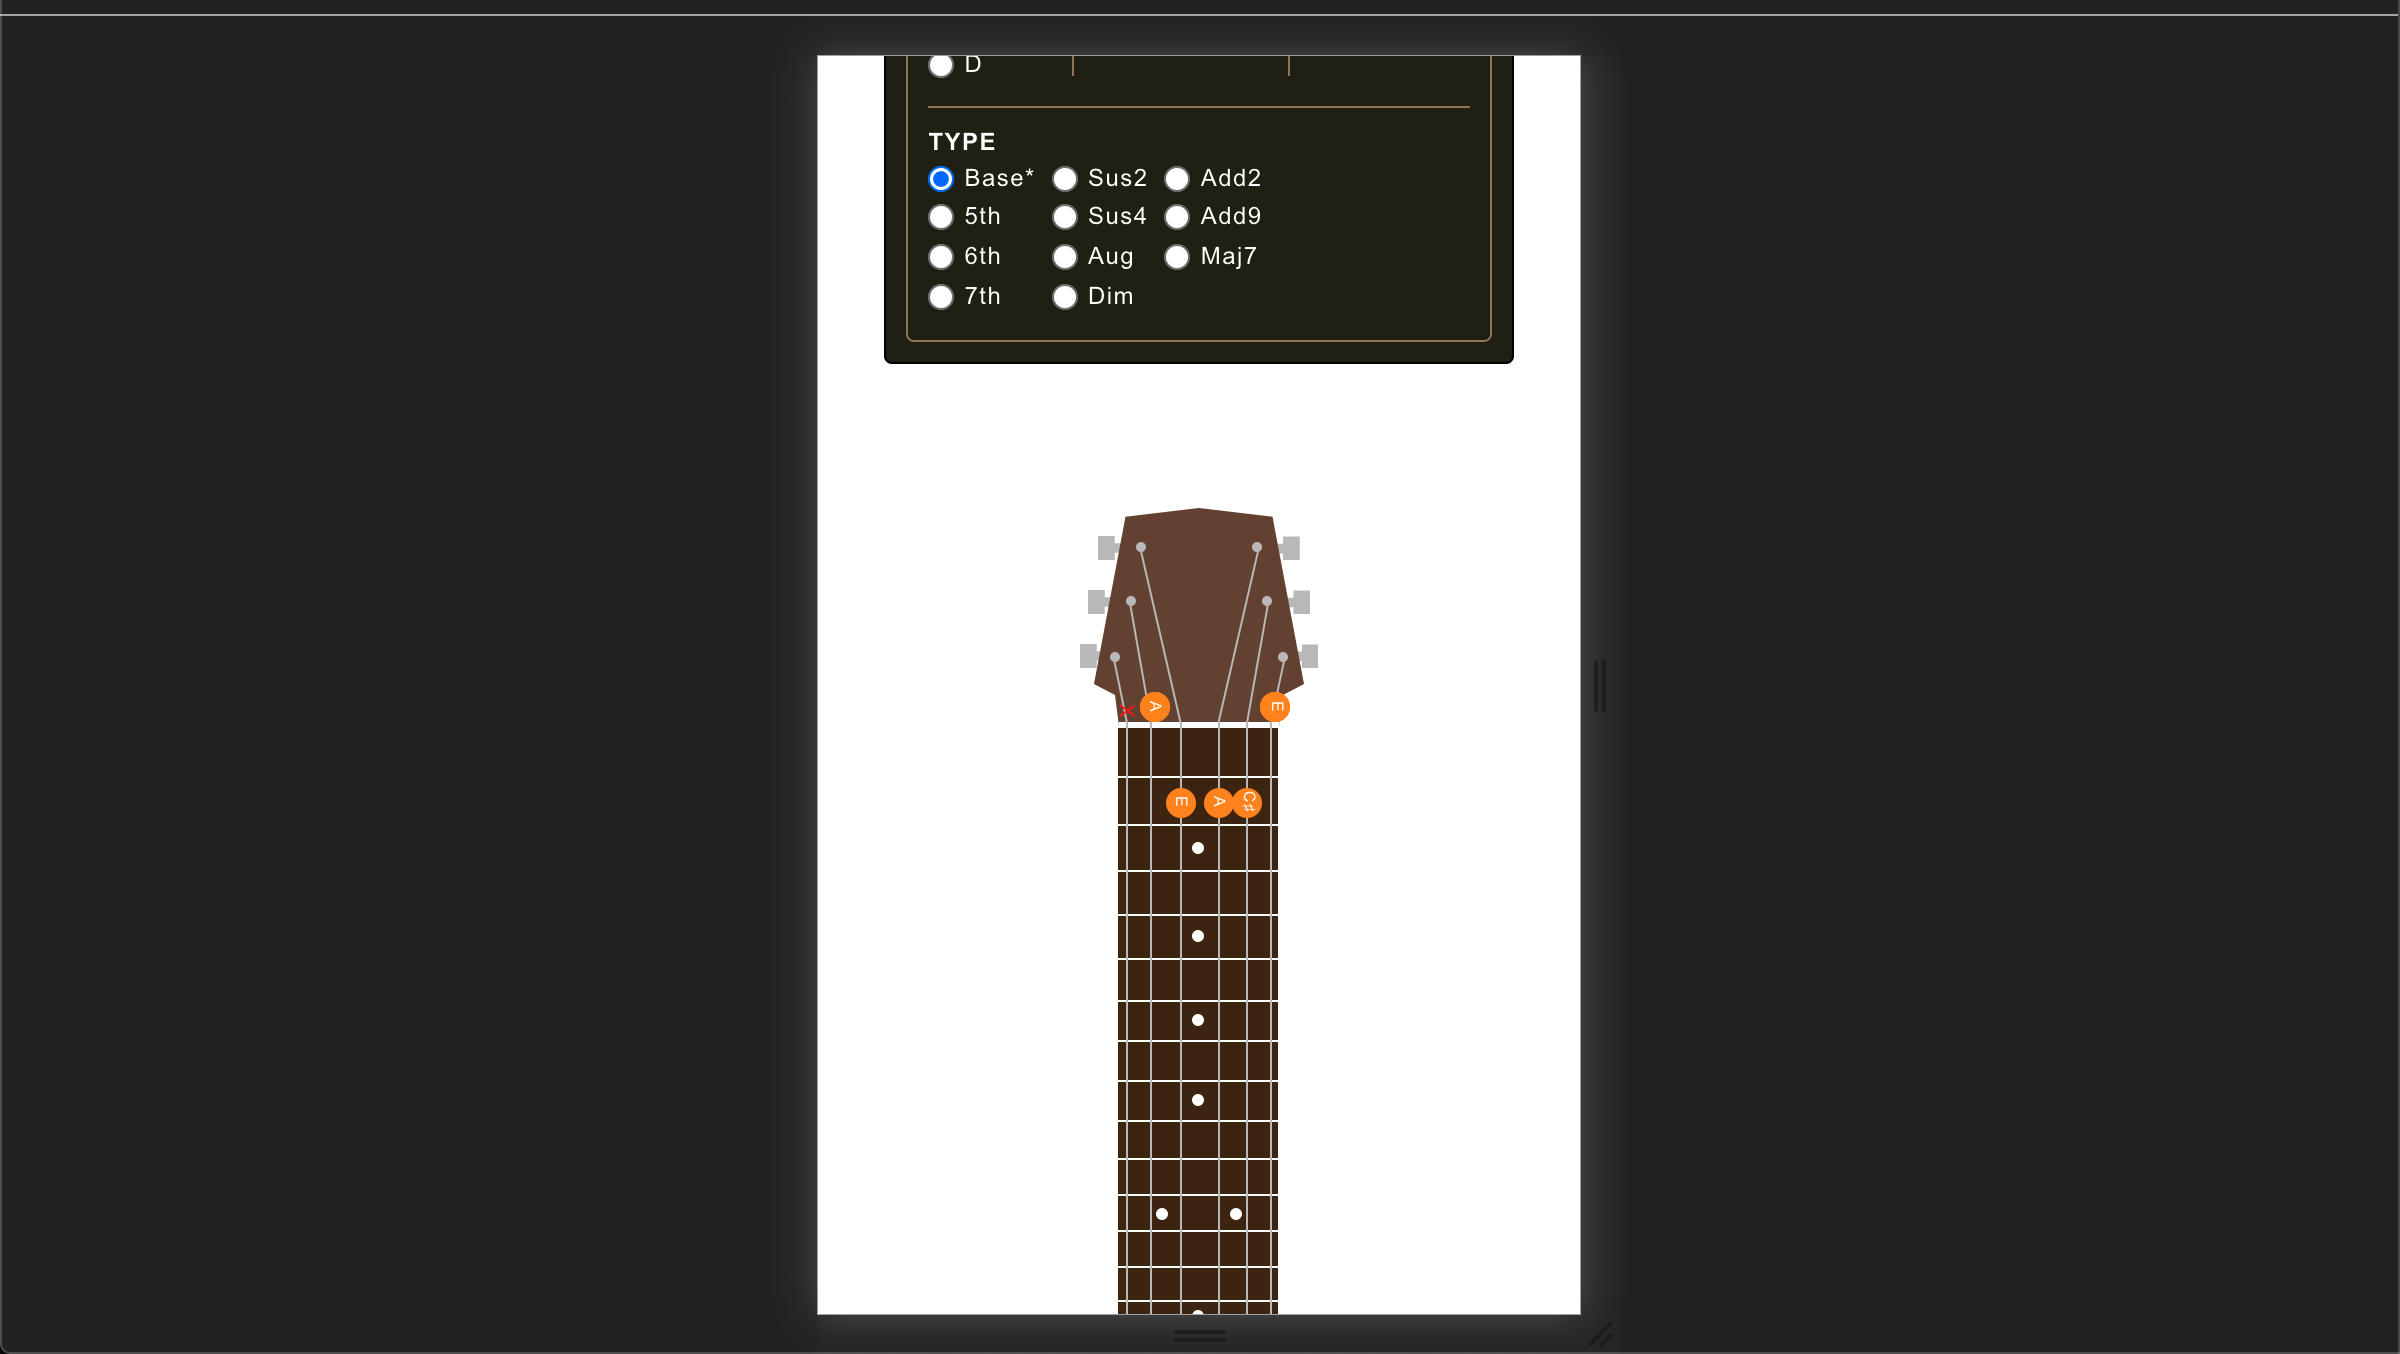 D
TYPE
Base* Sus2 Add2
5th Sus4 Add9
6th Aug Maj7
7th Dim
A E
E A C#